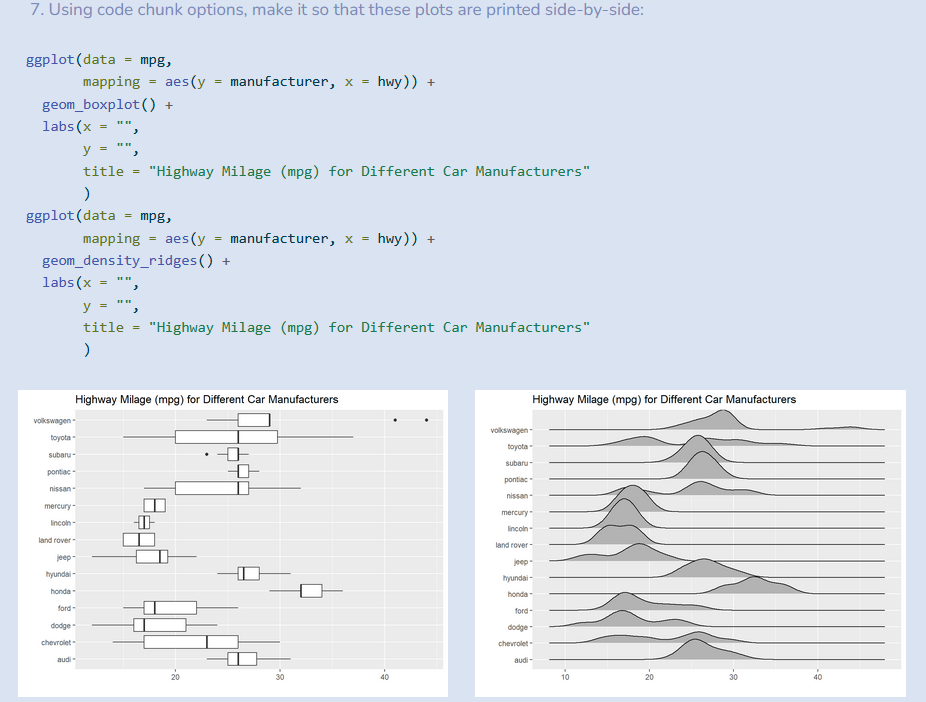 7. Using code chunk options, make it so that these plots are printed side-by-side:
ggplot(data = mpg,
mapping = aes(y = manufacturer, x = hwy)) +
geom_boxplot() +
labs(x = "",
y = "",
title = "Highway Milage (mpg) for Different Car Manufacturers"
)
ggplot(data = mpg,
mapping = aes(y = manufacturer, x = hwy)) +
geom_density_ridges() +
labs(x = "",
y = "",
title = "Highway Milage (mpg) for Different Car Manufacturers"
)
Highway Milage (mpg) for Different Car Manufacturers
volkswagen
toyota
subaru
pontiac
nissan
mercury
lincoln
land rover
jeep
hyundai
honda
ford
dodge
chevrolet
audi
20 30 40
Highway Milage (mpg) for Different Car Manufacturers
volkswagen
toyota
subaru
pontiac
nissan
mercury
lincoln
land rover
jeep
hyundai
honda
ford
dodge
chevrolet
audi
10 20 30 40